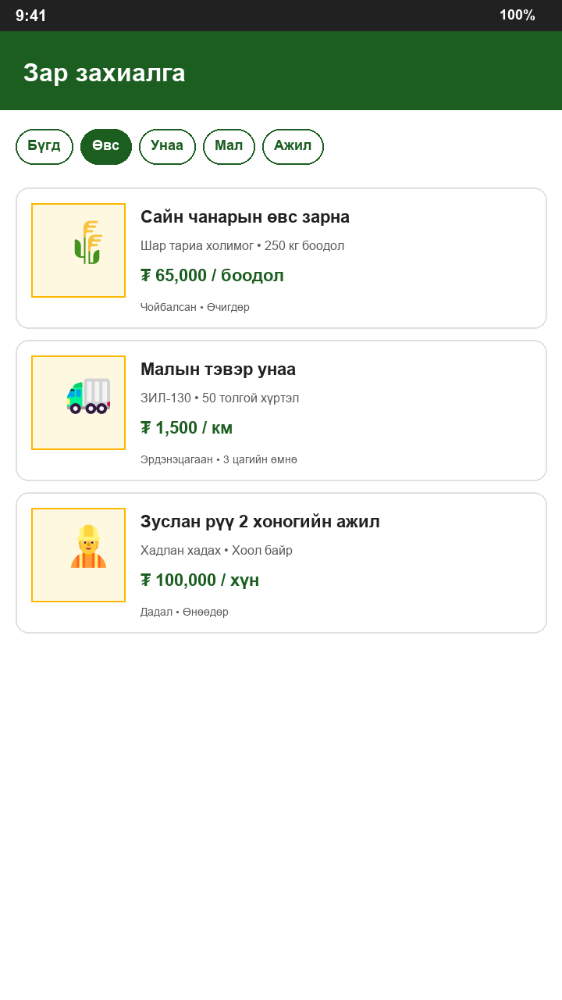 9:41 100%
Зар захиалга
Бүгд Өвс Унаа Мал Ажил
Сайн чанарын өвс зарна
Шар тариа холимог • 250 кг боодол
₮ 65,000 / боодол
Чойбалсан • Өчигдөр
Малын тэвэр унаа
ЗИЛ-130 • 50 толгой хүртэл
₮ 1,500 / км
Эрдэнэцагаан • 3 цагийн өмнө
Зуслан рүү 2 хоногийн ажил
Хадлан хадах • Хоол байр
₮ 100,000 / хүн
Дадал • Өнөөдөр